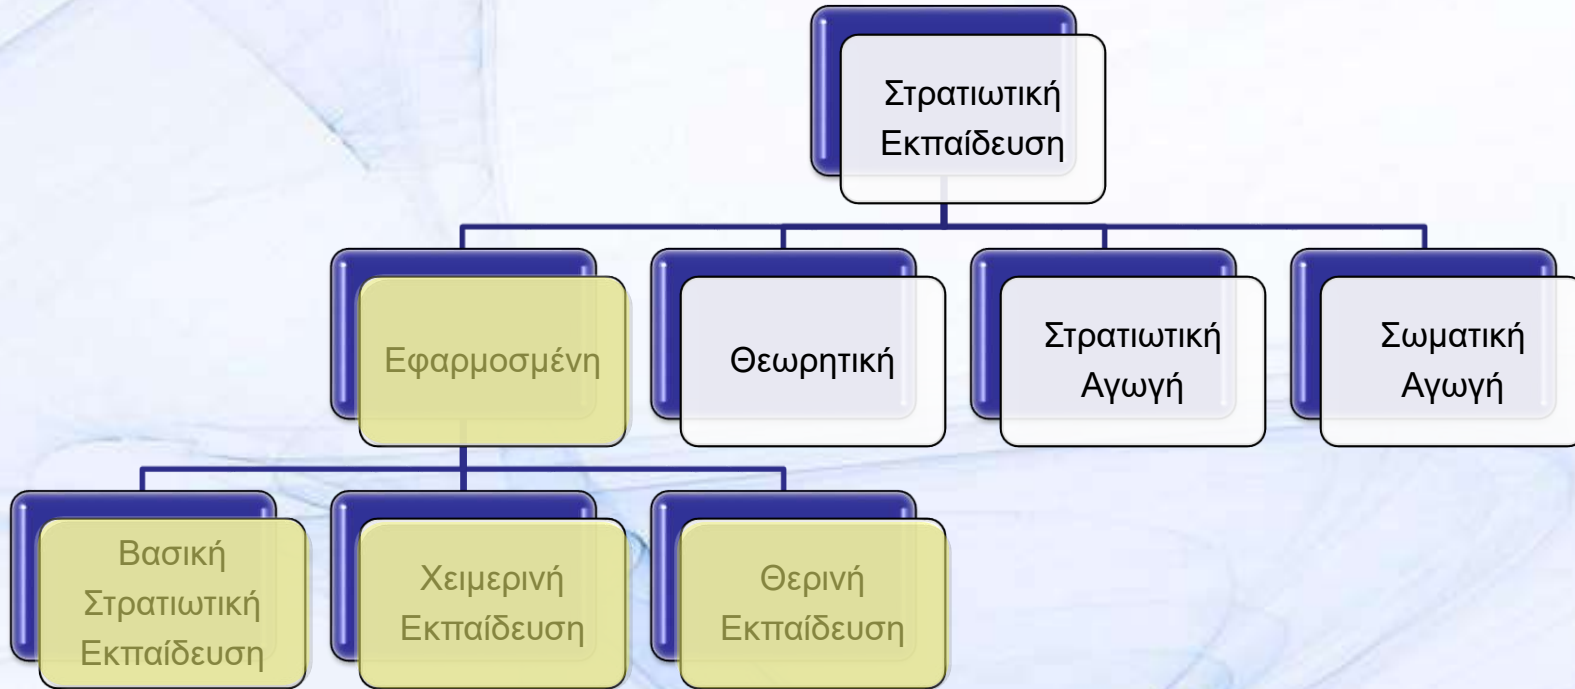 Στρατιωτική
Εκπαίδευση
Εφαρμοσμένη
Θεωρητική
Στρατιωτική
Αγωγή
Σωματική
Αγωγή
Βασική
Στρατιωτική
Εκπαίδευση
Χειμερινή
Εκπαίδευση
Θερινή
Εκπαίδευση